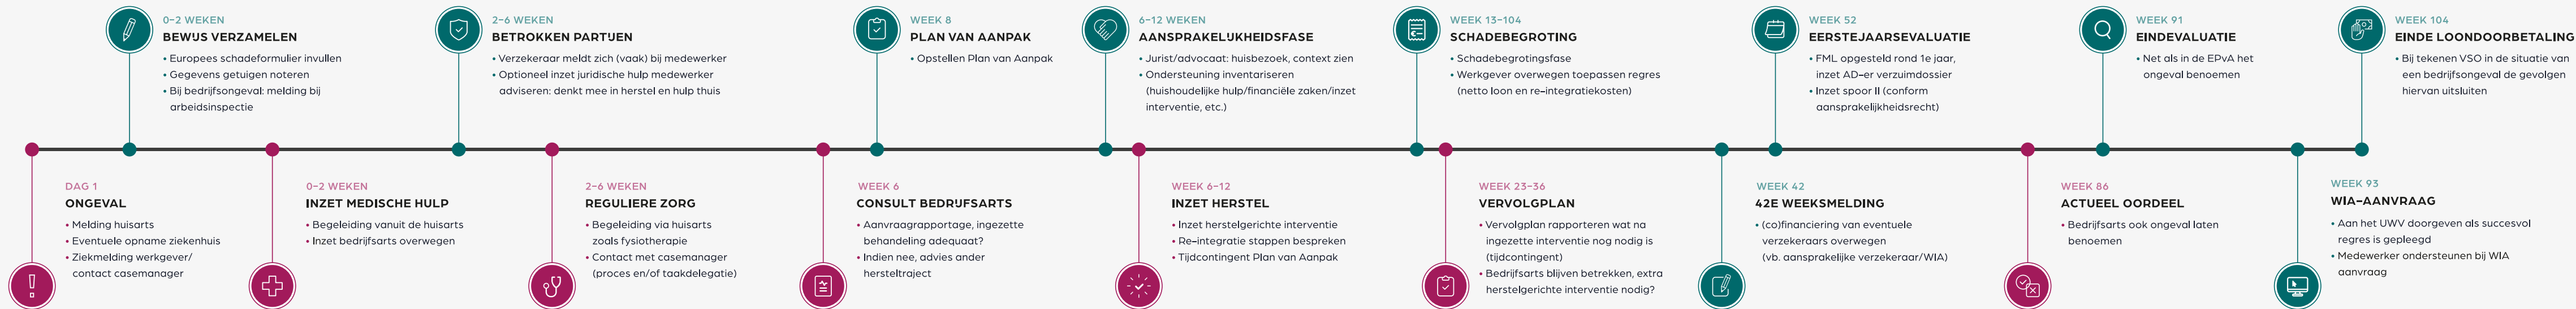 0-2 WEKEN
BEWIJS VERZAMELEN
• Europees schadeformulier invullen
• Gegevens getuigen noteren
• Bij bedrijfsongeval: melding bij
arbeidsinspectie
2-6 WEKEN
BETROKKEN PARTIJEN
• Verzekeraar meldt zich (vaak) bij medewerker
• Optioneel inzet juridische hulp medewerker
adviseren: denkt mee in herstel en hulp thuis
WEEK 8
PLAN VAN AANPAK
• Opstellen Plan van Aanpak
6-12 WEKEN
AANSPRAKELIJKHEIDSFASE
• Jurist/advocaat: huisbezoek, context zien
• Ondersteuning inventariseren
(huishoudelijke hulp/financiële zaken/inzet
interventie, etc.)
WEEK 13-104
SCHADEBEGROTING
• Schadebegrotingsfase
• Werkgever overwegen toepassen regres
(netto loon en re-integratiekosten)
WEEK 52
EERSTEJAARSEVALUATIE
• FML opgesteld rond 1e jaar,
inzet AD-er verzuimdossier
• Inzet spoor II (conform
aansprakelijkheidsrecht)
WEEK 91
EINDEVALUATIE
• Net als in de EPvA het
ongeval benoemen
WEEK 104
EINDE LOONDOORBETALING
• Bij tekenen VSO in de situatie van
een bedrijfsongeval de gevolgen
hiervan uitsluiten
DAG 1
ONGEVAL
• Melding huisarts
• Eventuele opname ziekenhuis
• Ziekmelding werkgever/
contact casemanager
0-2 WEKEN
INZET MEDISCHE HULP
• Begeleiding vanuit de huisarts
• Inzet bedrijfsarts overwegen
2-6 WEKEN
REGULIERE ZORG
• Begeleiding via huisarts
zoals fysiotherapie
• Contact met casemanager
(proces en/of taakdelegatie)
WEEK 6
CONSULT BEDRIJFSARTS
• Aanvraagrapportage, ingezette
behandeling adequaat?
• Indien nee, advies ander
hersteltraject
WEEK 6-12
INZET HERSTEL
• Inzet herstelgerichte interventie
• Re-integratie stappen bespreken
• Tijdcontingent Plan van Aanpak
WEEK 23-36
VERVOLGPLAN
• Vervolgplan rapporteren wat na
ingezette interventie nog nodig is
(tijdcontingent)
• Bedrijfsarts blijven betrekken, extra
herstelgerichte interventie nodig?
WEEK 42
42E WEEKSMELDING
• (co)financiering van eventuele
verzekeraars overwegen
(vb. aansprakelijke verzekeraar/WIA)
WEEK 86
ACTUEEL OORDEEL
• Bedrijfsarts ook ongeval laten
benoemen
WEEK 93
WIA-AANVRAAG
• Aan het UWV doorgeven als succesvol
regres is gepleegd
• Medewerker ondersteunen bij WIA
aanvraag